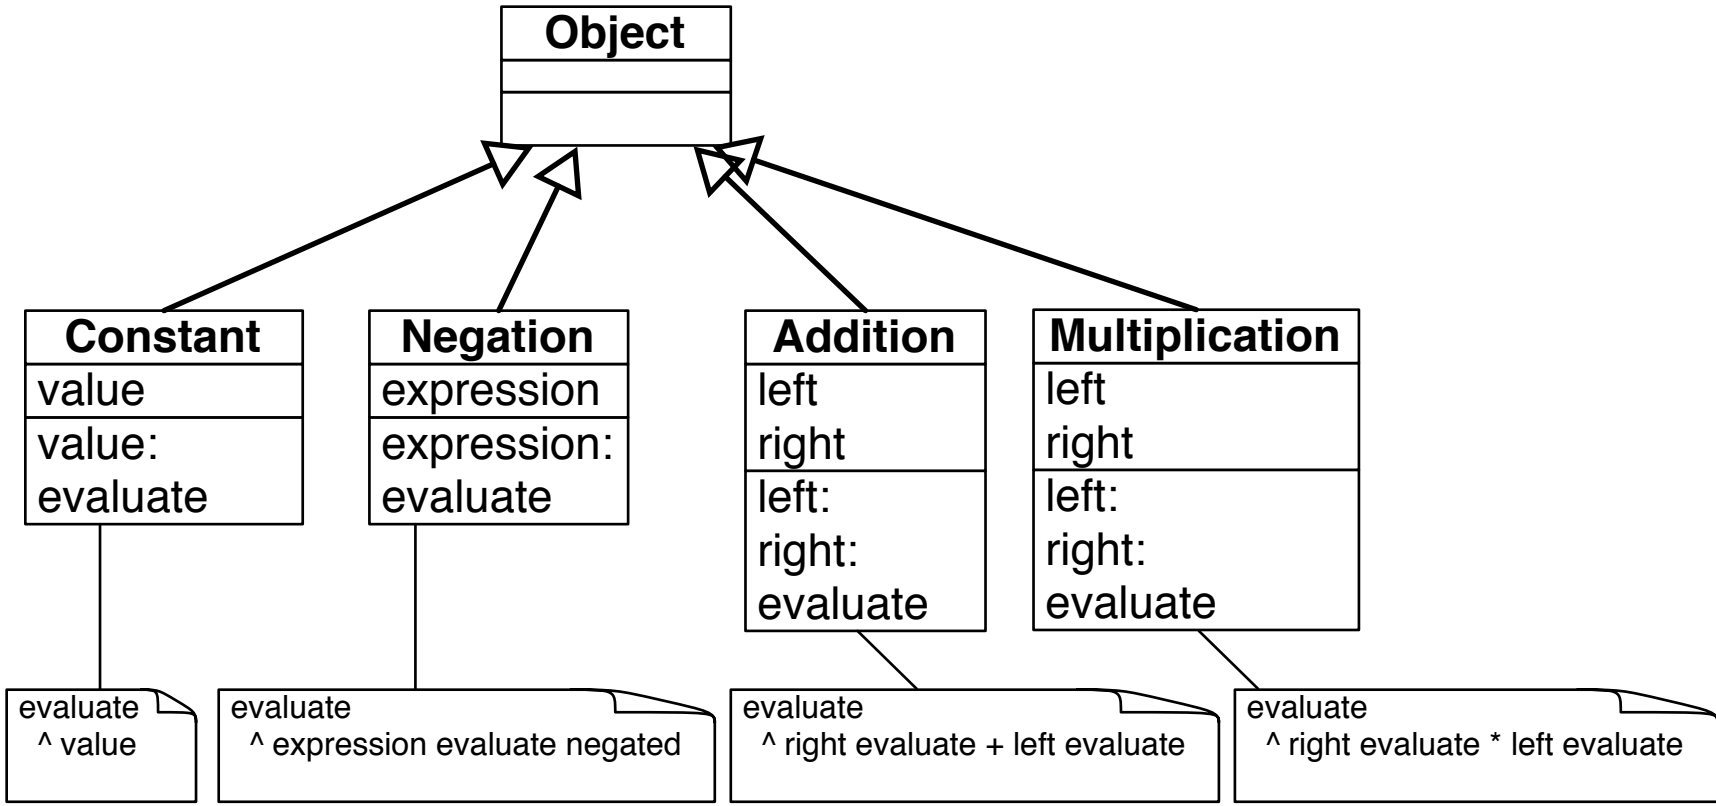 Object
Constant
value
value:
evaluate
Negation
expression
expression:
evaluate
Addition
left
right
left:
right:
evaluate
Multiplication
left
right
left:
right:
evaluate
evaluate
^ value
evaluate
^ expression evaluate negated
evaluate
^ right evaluate + left evaluate
evaluate
^ right evaluate * left evaluate